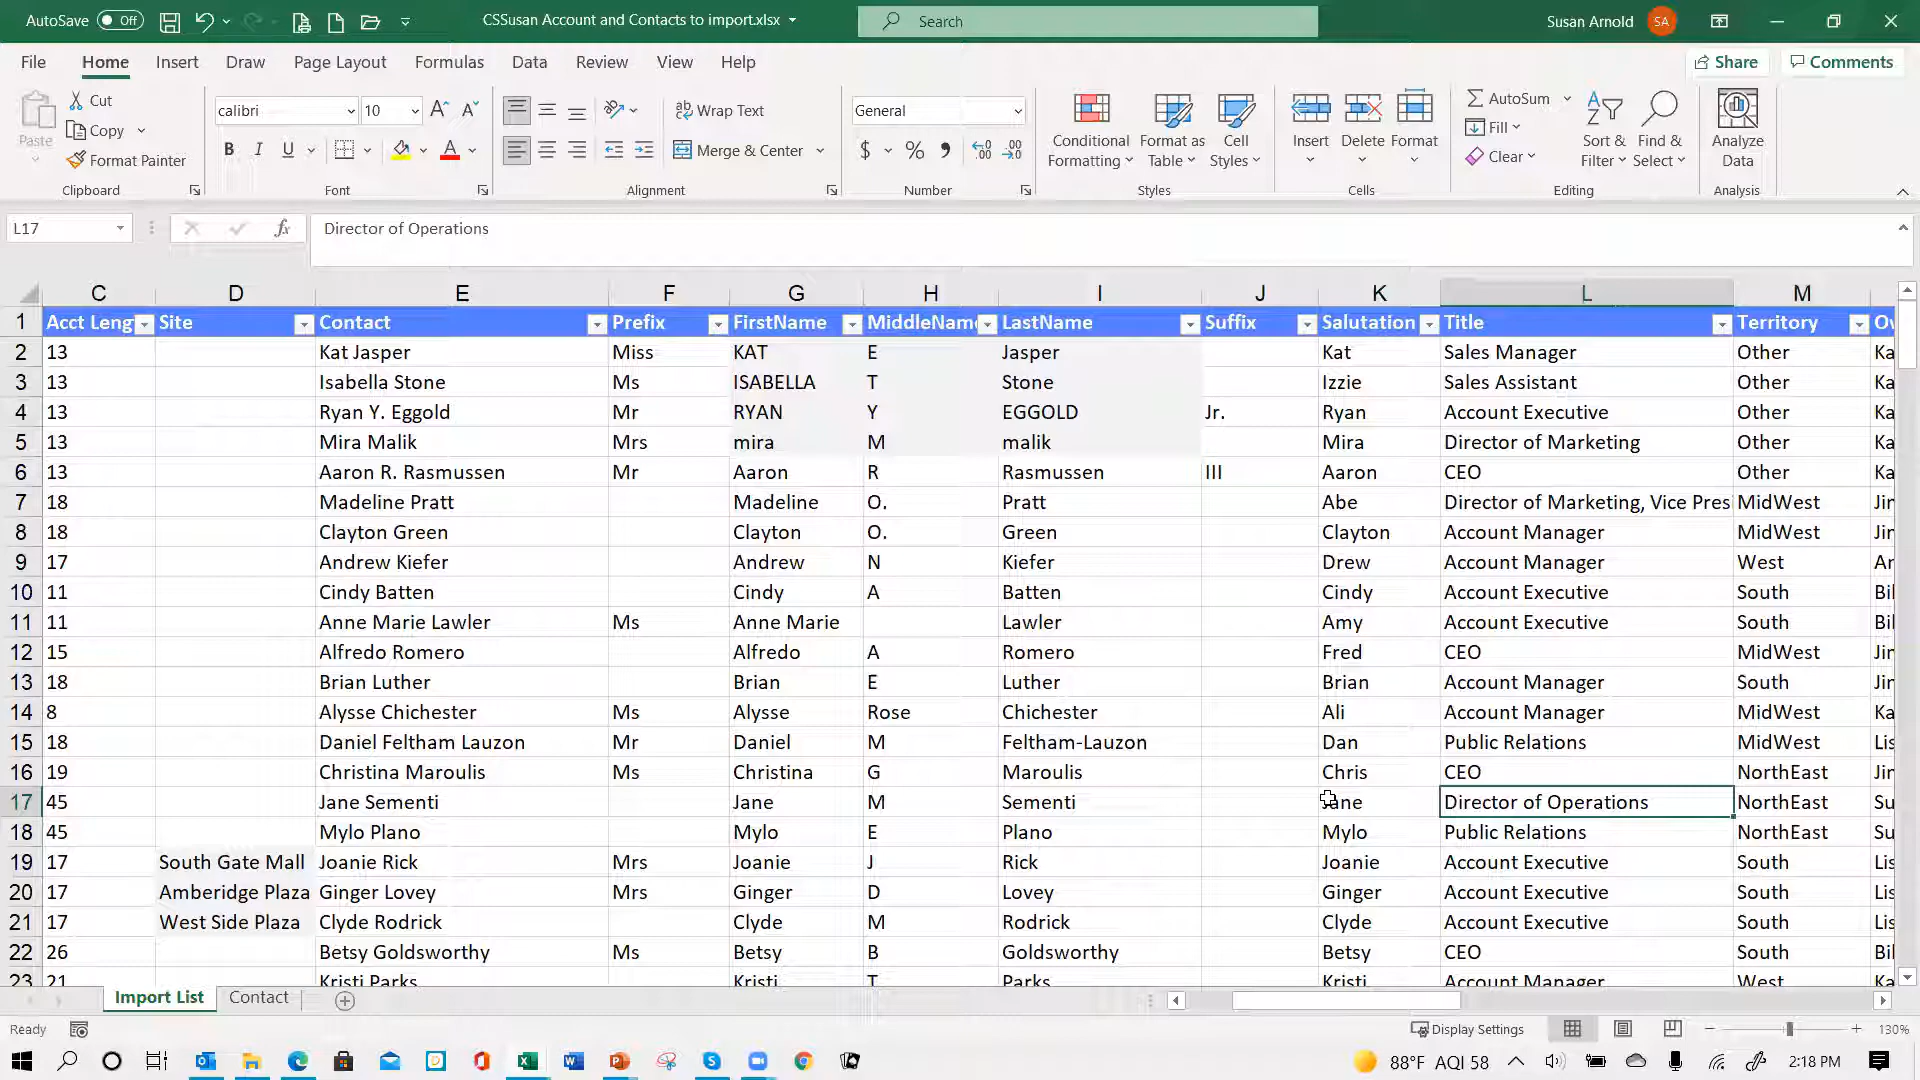 AutoSave Off CSSusan Account and Contacts to import.xlsx Search Susan Arnold SA
File Home Insert Draw Page Layout Formulas Data Review View Help Share Comments
Paste Cut Copy Format Painter Clipboard
calibri 10 A A B I U A Font
ab Wrap Text Merge & Center Alignment
General $ % Number
Conditional Formatting Format as Table Cell Styles Styles
Insert Delete Format Cells
AutoSum Fill Clear Sort & Filter Find & Select Editing
Analyze Data Analysis
L17 fx Director of Operations
C D E F G H I J K L M
1 Acct Leng Site Contact Prefix FirstName MiddleName LastName Suffix Salutation Title Territory Ov
2 13 Kat Jasper Miss KAT E Jasper Kat Sales Manager Other Ka
3 13 Isabella Stone Ms ISABELLA T Stone Izzie Sales Assistant Other Ka
4 13 Ryan Y. Eggold Mr RYAN Y EGGOLD Jr. Ryan Account Executive Other Ka
5 13 Mira Malik Mrs mira M malik Mira Director of Marketing Other Ka
6 13 Aaron R. Rasmussen Mr Aaron R Rasmussen III Aaron CEO Other Ka
7 18 Madeline Pratt Madeline O. Pratt Abe Director of Marketing, Vice Pres MidWest Jin
8 18 Clayton Green Clayton O. Green Clayton Account Manager MidWest Jin
9 17 Andrew Kiefer Andrew N Kiefer Drew Account Manager West Ar
10 11 Cindy Batten Cindy A Batten Cindy Account Executive South Bil
11 11 Anne Marie Lawler Ms Anne Marie Lawler Amy Account Executive South Bil
12 15 Alfredo Romero Alfredo A Romero Fred CEO MidWest Jin
13 18 Brian Luther Brian E Luther Brian Account Manager South Jin
14 8 Alysse Chichester Ms Alysse Rose Chichester Ali Account Manager MidWest Ka
15 18 Daniel Feltham Lauzon Mr Daniel M Feltham-Lauzon Dan Public Relations MidWest Lis
16 19 Christina Maroulis Ms Christina G Maroulis Chris CEO NorthEast Jin
17 45 Jane Sementi Jane M Sementi Jane Director of Operations NorthEast Su
18 45 Mylo Plano Mylo E Plano Mylo Public Relations NorthEast Su
19 17 South Gate Mall Joanie Rick Mrs Joanie J Rick Joanie Account Executive South Lis
20 17 Amberidge Plaza Ginger Lovey Mrs Ginger D Lovey Ginger Account Executive South Lis
21 17 West Side Plaza Clyde Rodrick Clyde M Rodrick Clyde Account Executive South Lis
22 26 Betsy Goldsworthy Ms Betsy B Goldsworthy Betsy CEO South Bil
23 21 Kristi Parks Kristi T Parks Kristi Account Manager West Ka
Import List Contact
Ready Display Settings 130%
88°F AQI 58 2:18 PM